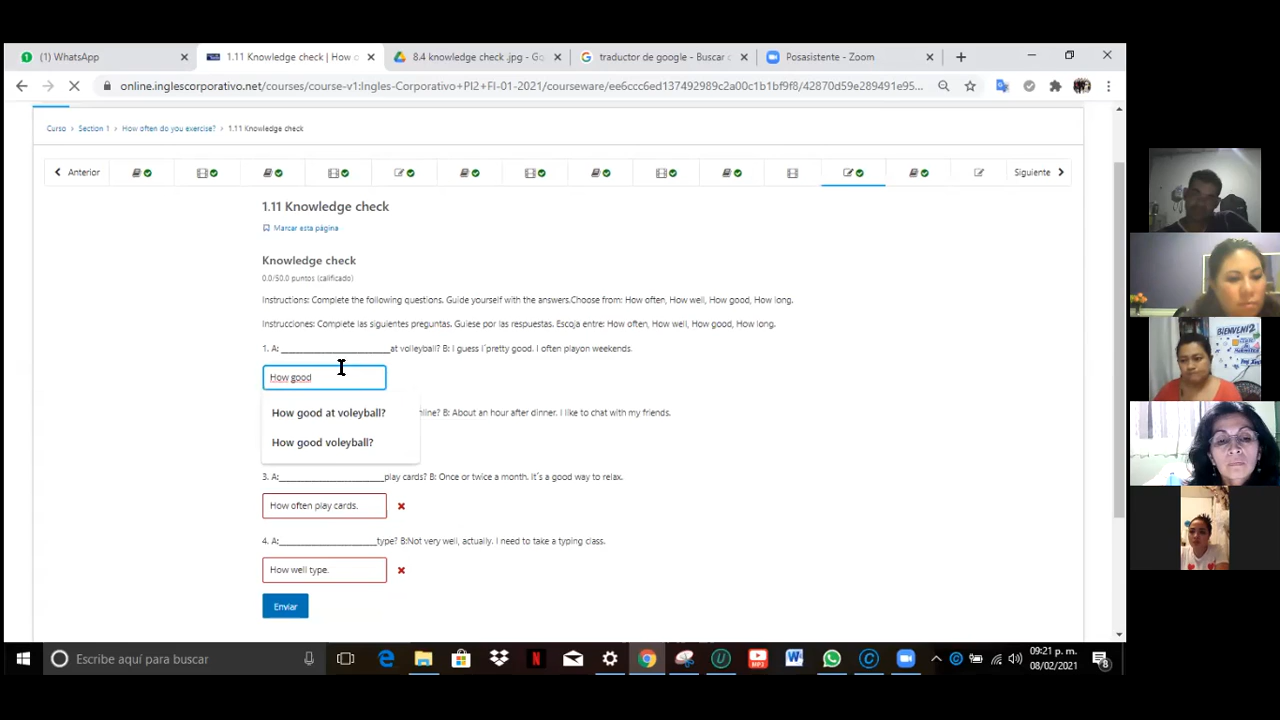 (1) WhatsApp
1.11 Knowledge check | How o
8.4 knowledge check .jpg - Go
traductor de google - Buscar c
Posasistente - Zoom
online.inglescorporativo.net/courses/course-v1:Ingles-Corporativo+PI2+FI-01-2021/courseware/ee6ccc6ed137492989c2a00c1b1bf9f8/42870d59e289491e95...
Curso > Section 1 > How often do you exercise? > 1.11 Knowledge check
Anterior
Siguiente
1.11 Knowledge check
Marcar esta página
Knowledge check
0.0/50.0 puntos (calificado)
Instructions: Complete the following questions. Guide yourself with the answers.Choose from: How often, How well, How good, How long.
Instrucciones: Complete las siguientes preguntas. Guiese por las respuestas. Escoja entre: How often, How well, How good, How long.
1. A: _________________________at volleyball? B: I guess I´pretty good. I often playon weekends.
How good
How good at voleyball?
nline? B: About an hour after dinner. I like to chat with my friends.
How good voleyball?
3. A:________________________play cards? B: Once or twice a month. It´s a good way to relax.
How often play cards.
4. A:______________________type? B:Not very well, actually. I need to take a typing class.
How well type.
Enviar
BIENVENI2
Escribe aquí para buscar
09:21 p. m.
08/02/2021
8